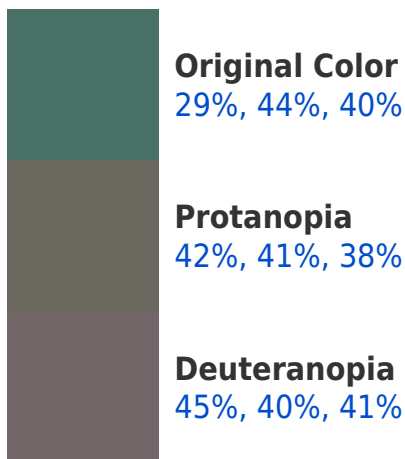 Original Color
29%, 44%, 40%
Protanopia
42%, 41%, 38%
Deuteranopia
45%, 40%, 41%